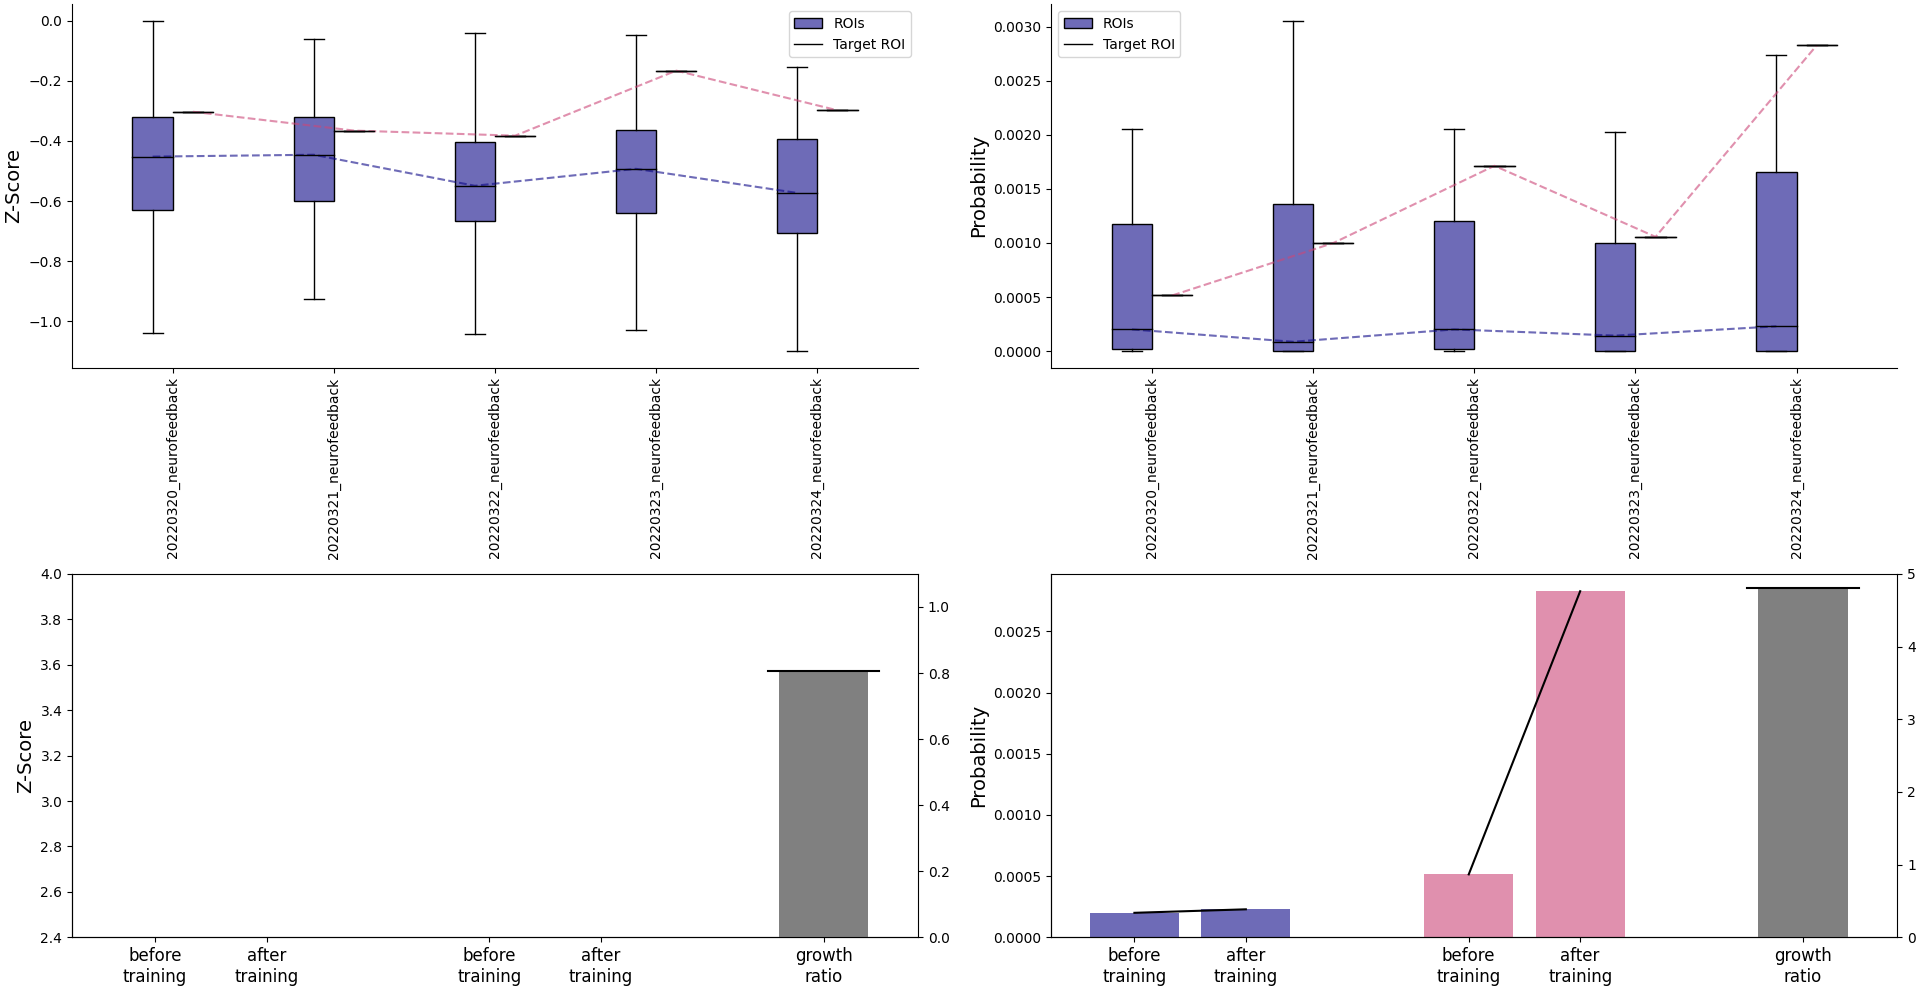 0.0
−0.2
−0.4
−0.6
−0.8
−1.0
Z-Score
ROIs
Target ROI
20220320_neurofeedback
20220321_neurofeedback
20220322_neurofeedback
20220323_neurofeedback
20220324_neurofeedback
0.0030
0.0025
0.0020
0.0015
0.0010
0.0005
0.0000
Probability
ROIs
Target ROI
20220320_neurofeedback
20220321_neurofeedback
20220322_neurofeedback
20220323_neurofeedback
20220324_neurofeedback
4.0
3.8
3.6
3.4
3.2
3.0
2.8
2.6
2.4
Z-Score
1.0
0.8
0.6
0.4
0.2
0.0
before
training
after
training
before
training
after
training
growth
ratio
0.0025
0.0020
0.0015
0.0010
0.0005
0.0000
Probability
5
4
3
2
1
0
before
training
after
training
before
training
after
training
growth
ratio